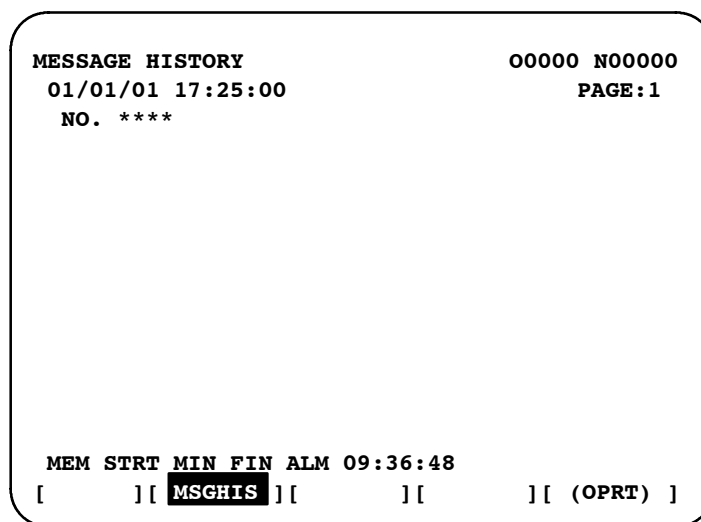 MESSAGE HISTORY O0000 N00000
01/01/01 17:25:00 PAGE:1
NO. ****
MEM STRT MIN FIN ALM 09:36:48
[ ][ MSGHIS ][ ][ ][ (OPRT) ]